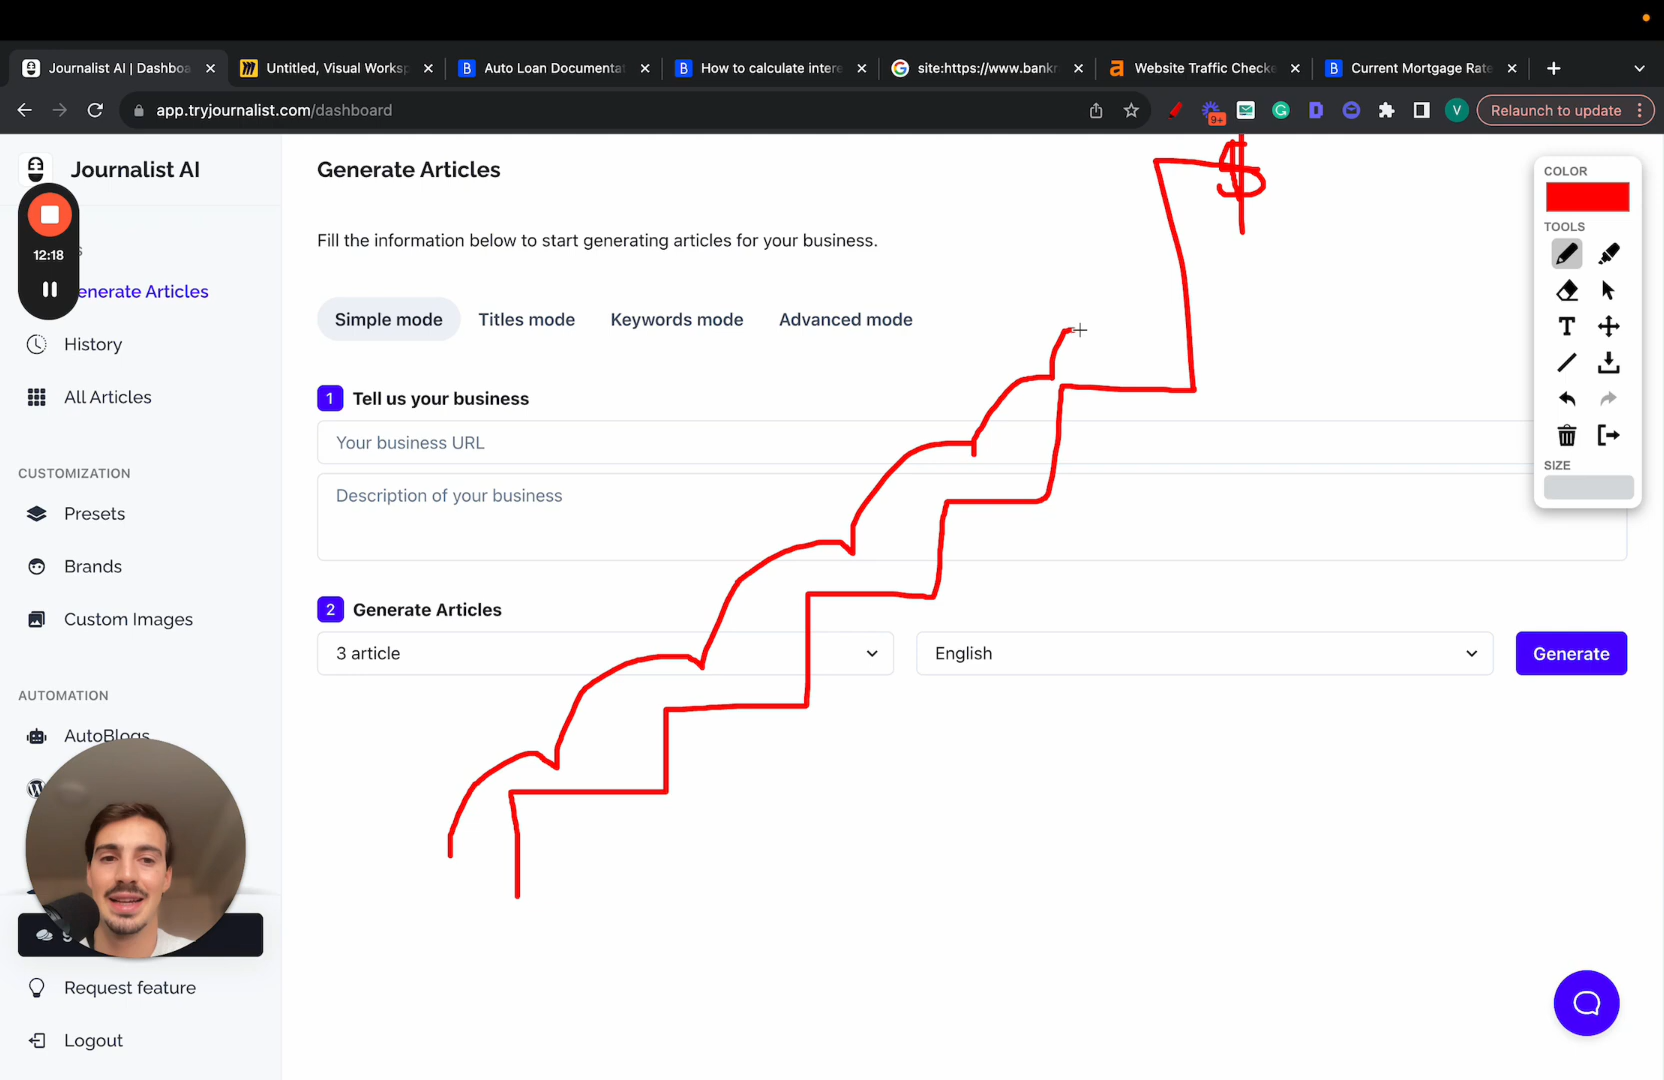 Journalist AI | Dashboa
Untitled, Visual Worksp
Auto Loan Documentat
How to calculate intere
site:https://www.bankr
Website Traffic Checke
Current Mortgage Rate
app.tryjournalist.com/dashboard
9+
V
Relaunch to update
Journalist AI
12:18
enerate Articles
History
All Articles
CUSTOMIZATION
Presets
Brands
Custom Images
AUTOMATION
AutoBlogs
Request feature
Logout
Generate Articles
$
Fill the information below to start generating articles for your business.
Simple mode
Titles mode
Keywords mode
Advanced mode
1 Tell us your business
Your business URL
Description of your business
2 Generate Articles
3 article
English
Generate
COLOR
TOOLS
T
SIZE